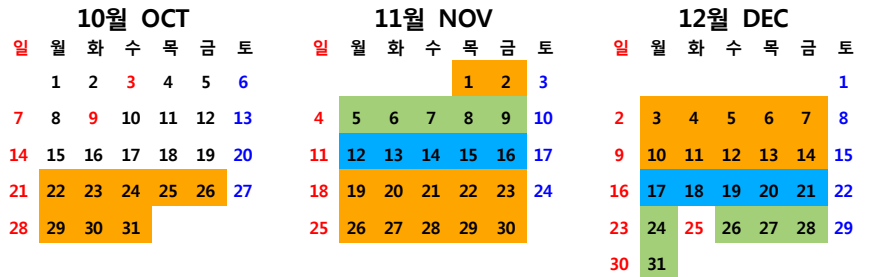 10월 OCT
일 월 화 수 목 금 토
1 2 3 4 5 6
7 8 9 10 11 12 13
14 15 16 17 18 19 20
21 22 23 24 25 26 27
28 29 30 31
11월 NOV
일 월 화 수 목 금 토
1 2 3
4 5 6 7 8 9 10
11 12 13 14 15 16 17
18 19 20 21 22 23 24
25 26 27 28 29 30
12월 DEC
일 월 화 수 목 금 토
1
2 3 4 5 6 7 8
9 10 11 12 13 14 15
16 17 18 19 20 21 22
23 24 25 26 27 28 29
30 31